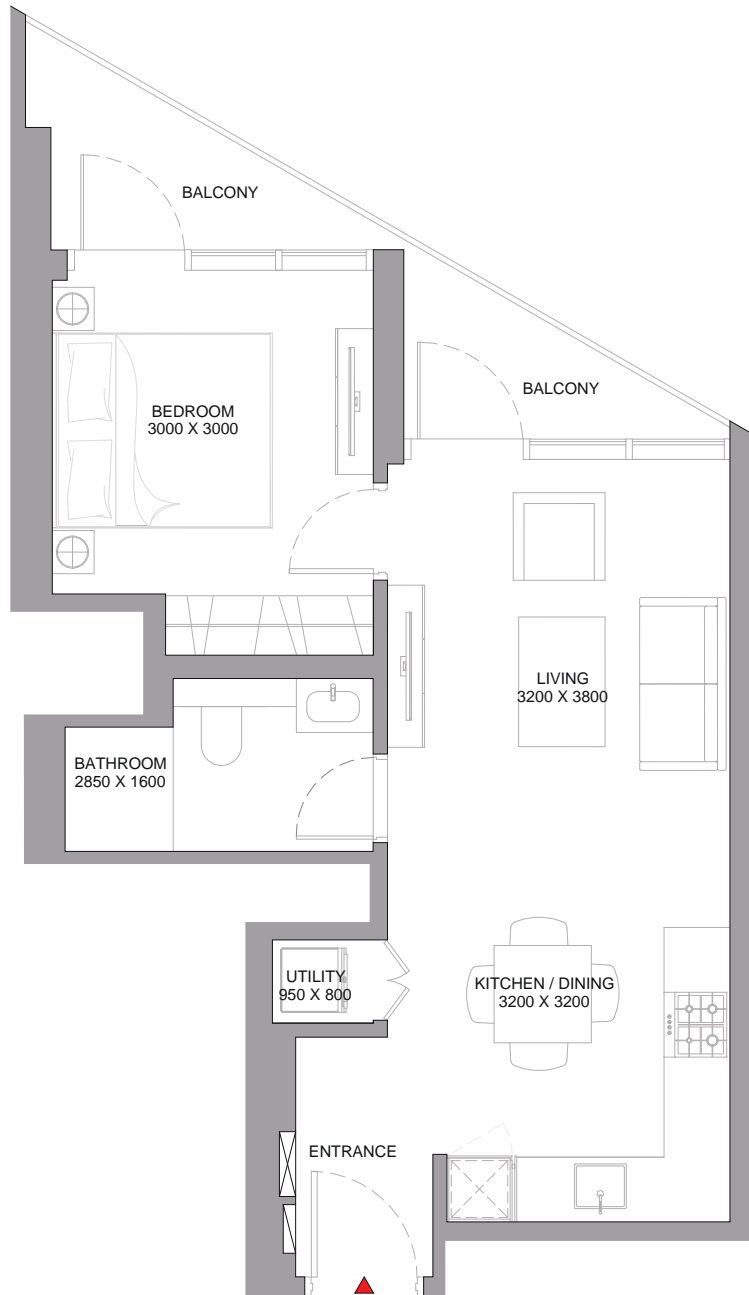 BALCONY
BALCONY
BEDROOM
3000 X 3000
LIVING
3200 X 3800
BATHROOM
2850 X 1600
UTILITY
950 X 800
KITCHEN / DINING
3200 X 3200
ENTRANCE